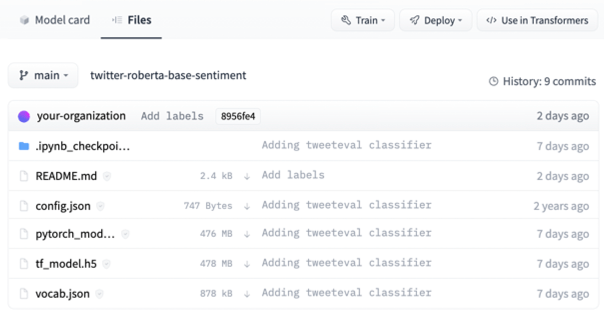 Model card Files Train Deploy </> Use in Transformers
main twitter-roberta-base-sentiment History: 9 commits
your-organization Add labels 8956fe4 2 days ago
.ipynb_checkpoi... Adding tweeteval classifier 7 days ago
README.md 2.4 kB ↓ Add labels 2 days ago
config.json 747 Bytes ↓ Adding tweeteval classifier 2 years ago
pytorch_mod... 476 MB ↓ Adding tweeteval classifier 7 days ago
tf_model.h5 478 MB ↓ Adding tweeteval classifier 7 days ago
vocab.json 878 kB ↓ Adding tweeteval classifier 7 days ago